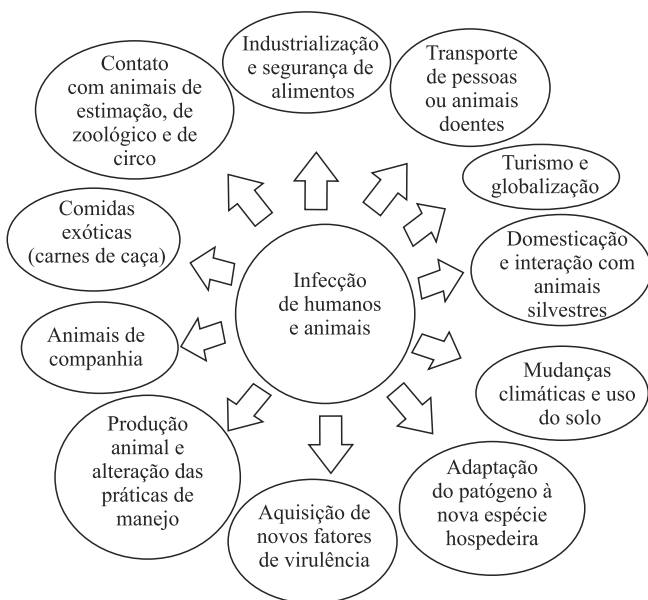 Industrialização
e segurança de
alimentos
Transporte
de pessoas
ou animais
doentes
Turismo e
globalização
Domesticação
e interação com
animais
silvestres
Mudanças
climáticas e uso
do solo
Adaptação
do patógeno à
nova espécie
hospedeira
Aquisição de
novos fatores
de virulência
Produção
animal e
alteração das
práticas de
manejo
Animais de
companhia
Comidas
exóticas
(carnes de caça)
Contato
com animais de
estimação, de
zoológico e de
circo
Infecção
de humanos
e animais